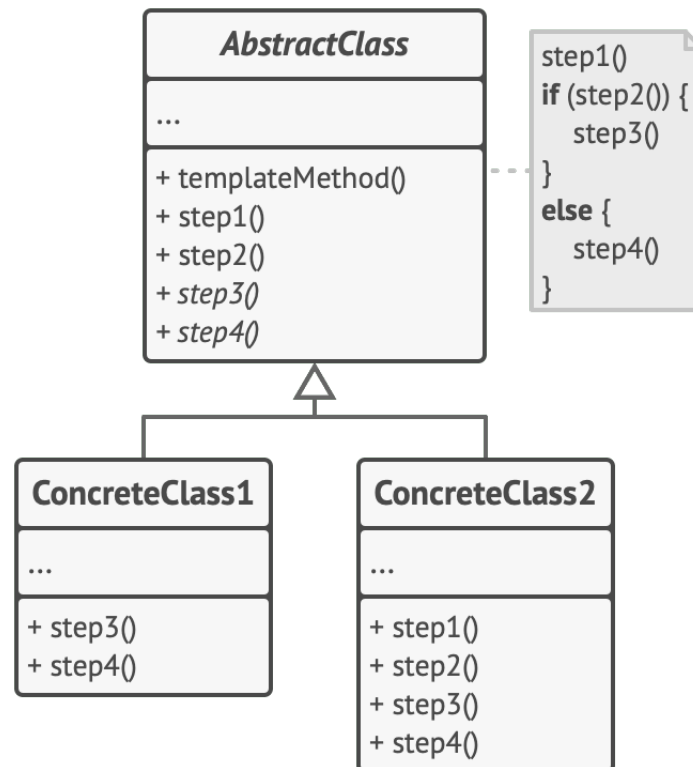 AbstractClass
...
+ templateMethod()
+ step1()
+ step2()
+ step3()
+ step4()
step1()
if (step2()) {
step3()
}
else {
step4()
}
ConcreteClass1
...
+ step3()
+ step4()
ConcreteClass2
...
+ step1()
+ step2()
+ step3()
+ step4()